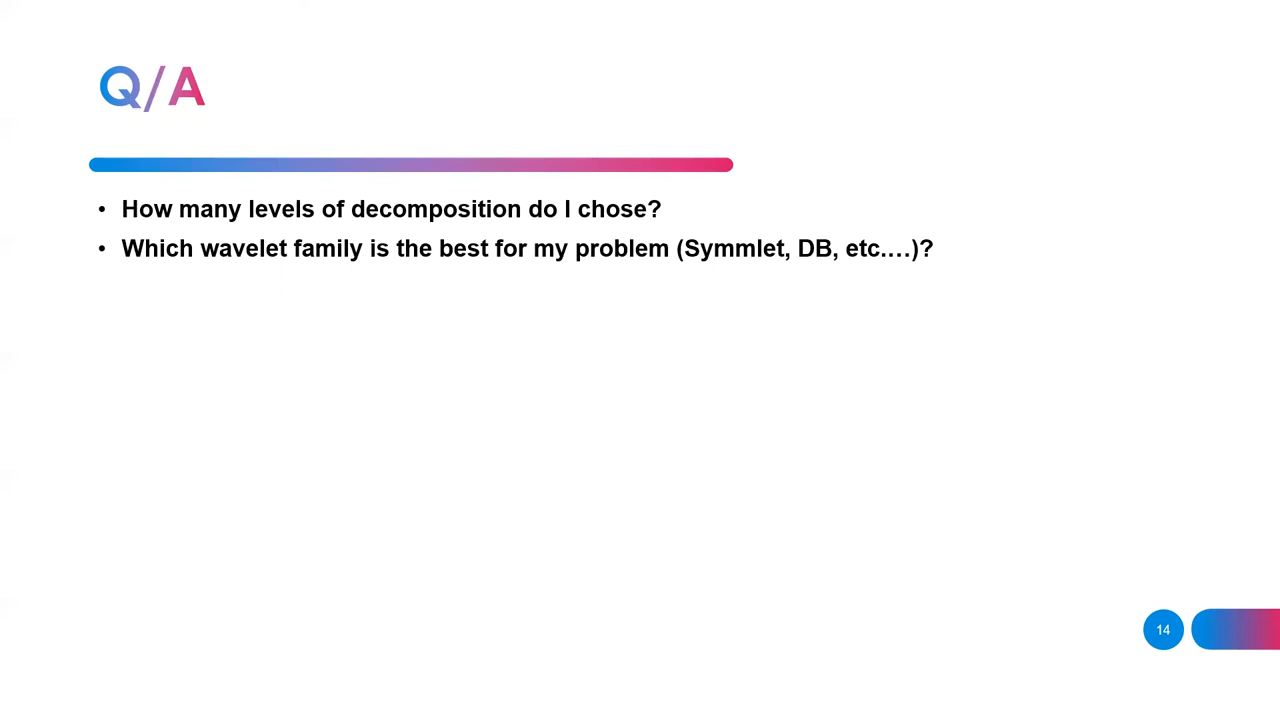 Q/A
• How many levels of decomposition do I chose?
• Which wavelet family is the best for my problem (Symmlet, DB, etc.…)?
14